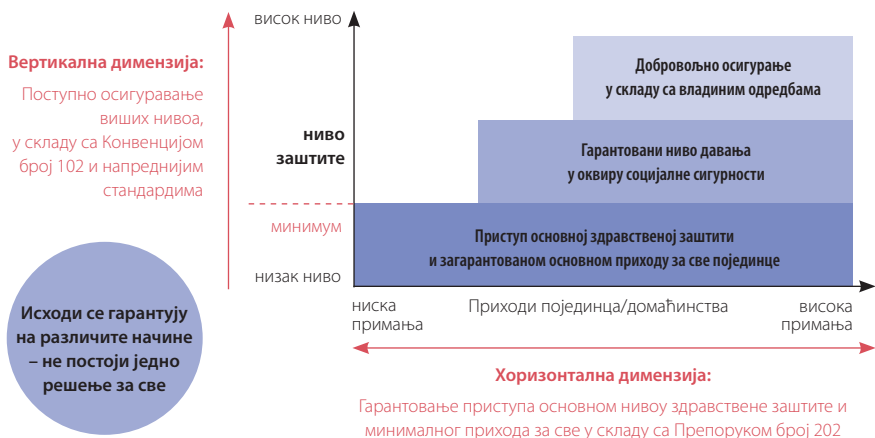 Вертикална димензија:
Поступно осигуравање
виших нивоа,
у складу са Конвенцијом
број 102 и напреднијим
стандардима
Исходи се гарантују
на различите начине
– не постоји једно
решење за све
висок ниво
ниво
заштите
минимум
низак ниво
Добровољно осигурање
у складу са владиним одредбама
Гарантовани ниво давања
у оквиру социјалне сигурности
Приступ основној здравственој заштити
и загарантованом основном приходу за све појединце
ниска
примања
Приходи појединца/домаћинства
висока
примања
Хоризонтална димензија:
Гарантовање приступа основном нивоу здравствене заштите и
минималног прихода за све у складу са Препоруком број 202